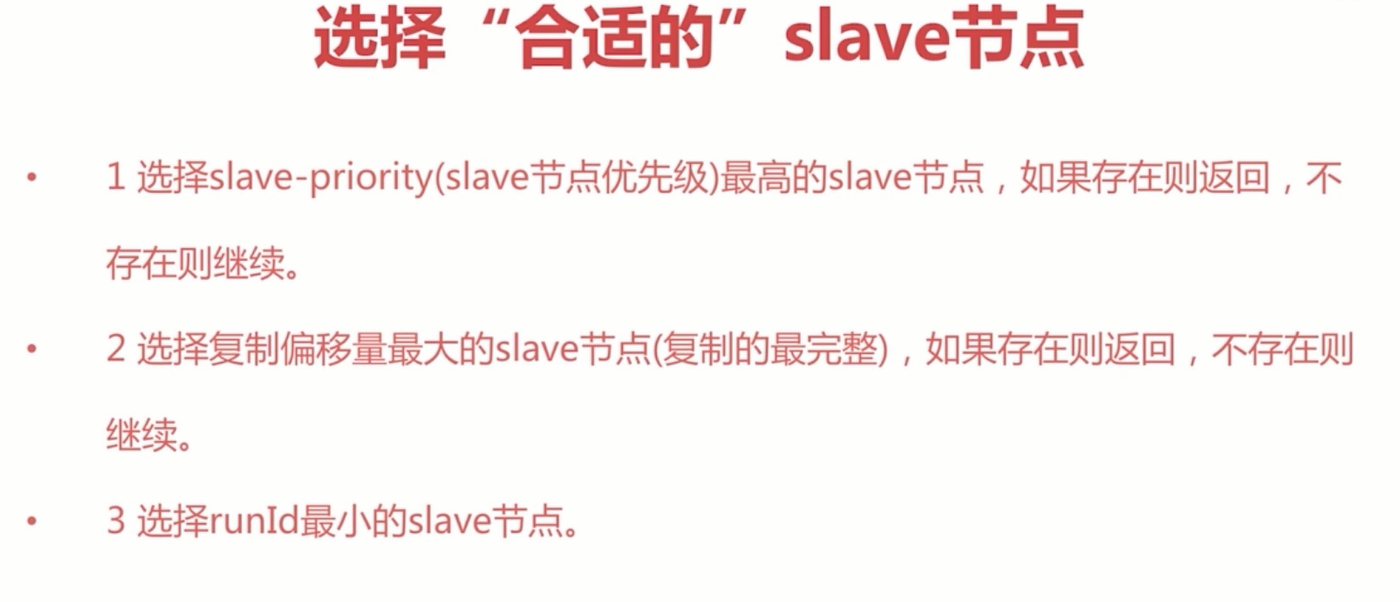 选择“合适的”slave节点
• 1 选择slave-priority(slave节点优先级)最高的slave节点，如果存在则返回，不
存在则继续。
• 2 选择复制偏移量最大的slave节点(复制的最完整)，如果存在则返回，不存在则
继续。
• 3 选择runId最小的slave节点。